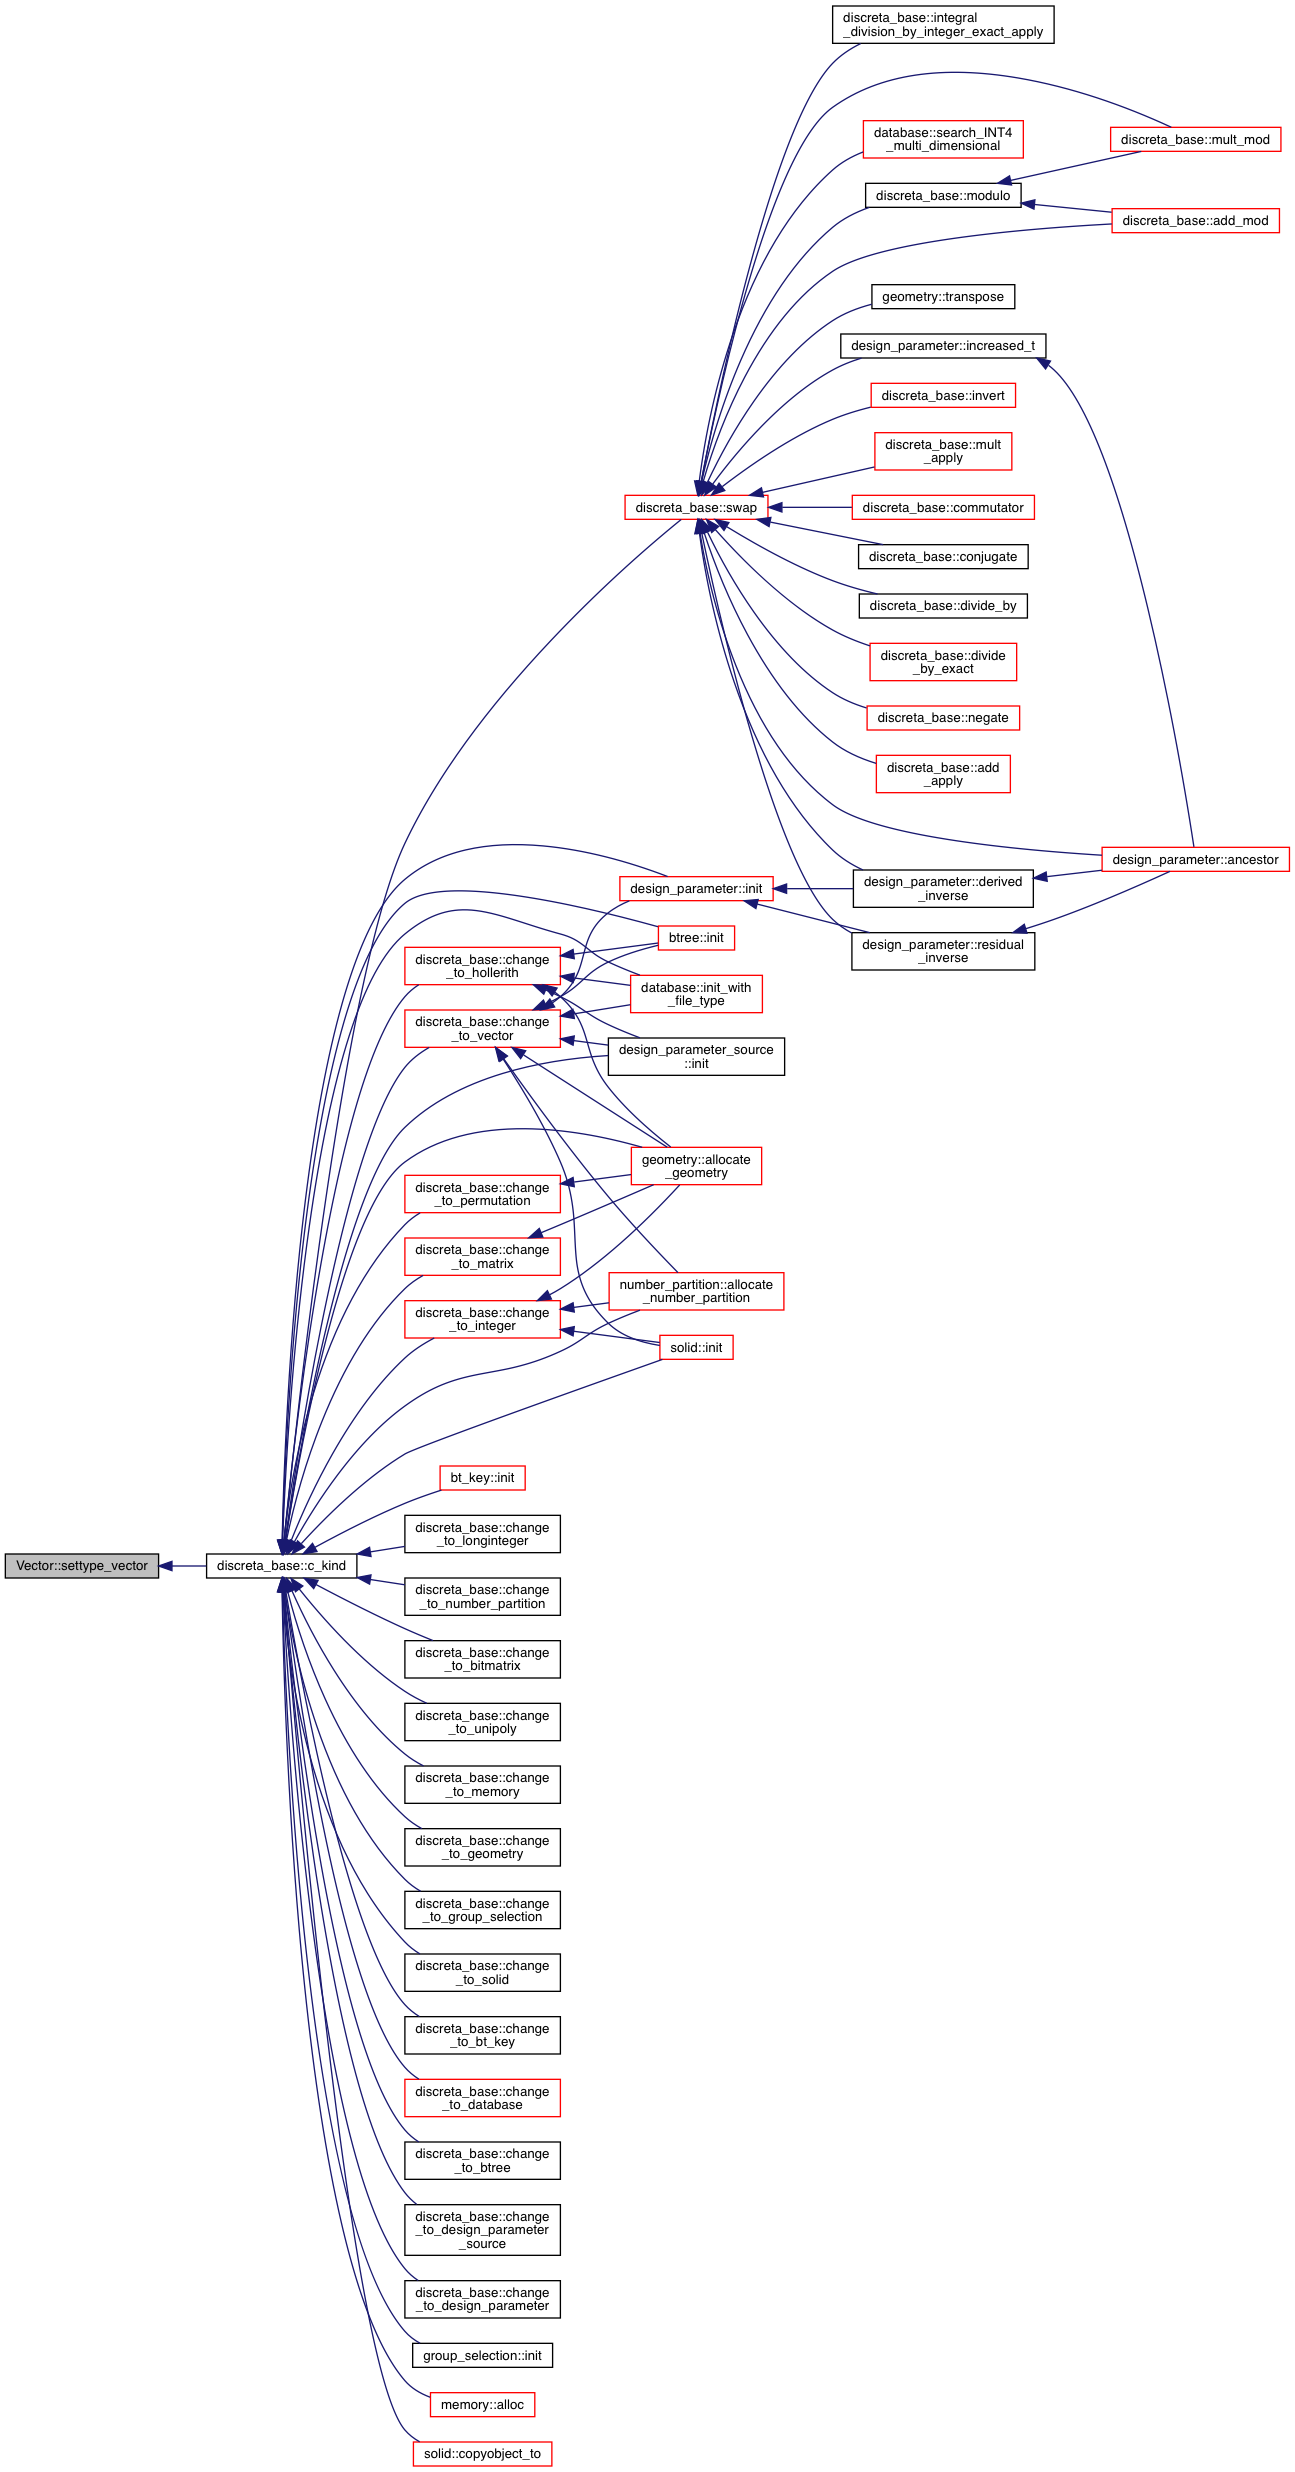 discreta_base::integral
_division_by_integer_exact_apply
database::search_INT4
_multi_dimensional
discreta_base::mult_mod
discreta_base::modulo
discreta_base::add_mod
geometry::transpose
design_parameter::increased_t
discreta_base::invert
discreta_base::mult
_apply
discreta_base::swap
discreta_base::commutator
discreta_base::conjugate
discreta_base::divide_by
discreta_base::divide
_by_exact
discreta_base::negate
discreta_base::add
_apply
design_parameter::ancestor
design_parameter::init
design_parameter::derived
_inverse
btree::init
design_parameter::residual
_inverse
discreta_base::change
_to_hollerith
database::init_with
_file_type
discreta_base::change
_to_vector
design_parameter_source
::init
geometry::allocate
_geometry
discreta_base::change
_to_permutation
discreta_base::change
_to_matrix
number_partition::allocate
_number_partition
discreta_base::change
_to_integer
solid::init
bt_key::init
discreta_base::change
_to_longinteger
Vector::settype_vector
discreta_base::c_kind
discreta_base::change
_to_number_partition
discreta_base::change
_to_bitmatrix
discreta_base::change
_to_unipoly
discreta_base::change
_to_memory
discreta_base::change
_to_geometry
discreta_base::change
_to_group_selection
discreta_base::change
_to_solid
discreta_base::change
_to_bt_key
discreta_base::change
_to_database
discreta_base::change
_to_btree
discreta_base::change
_to_design_parameter
_source
discreta_base::change
_to_design_parameter
group_selection::init
memory::alloc
solid::copyobject_to